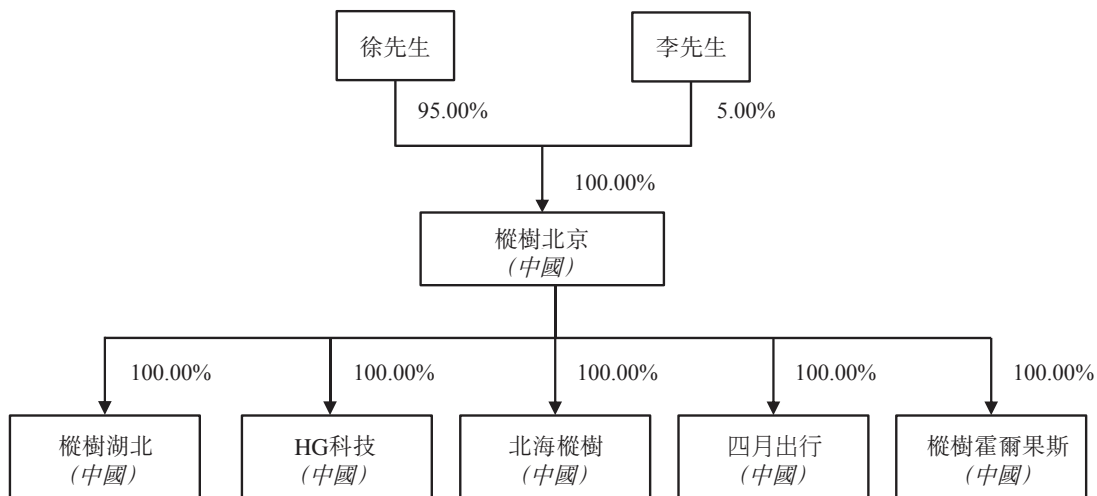 徐先生
李先生
95.00%
5.00%
100.00%
樅樹北京
（中國）
100.00%
100.00%
100.00%
100.00%
100.00%
樅樹湖北
（中國）
HG科技
（中國）
北海樅樹
（中國）
四月出行
（中國）
樅樹霍爾果斯
（中國）